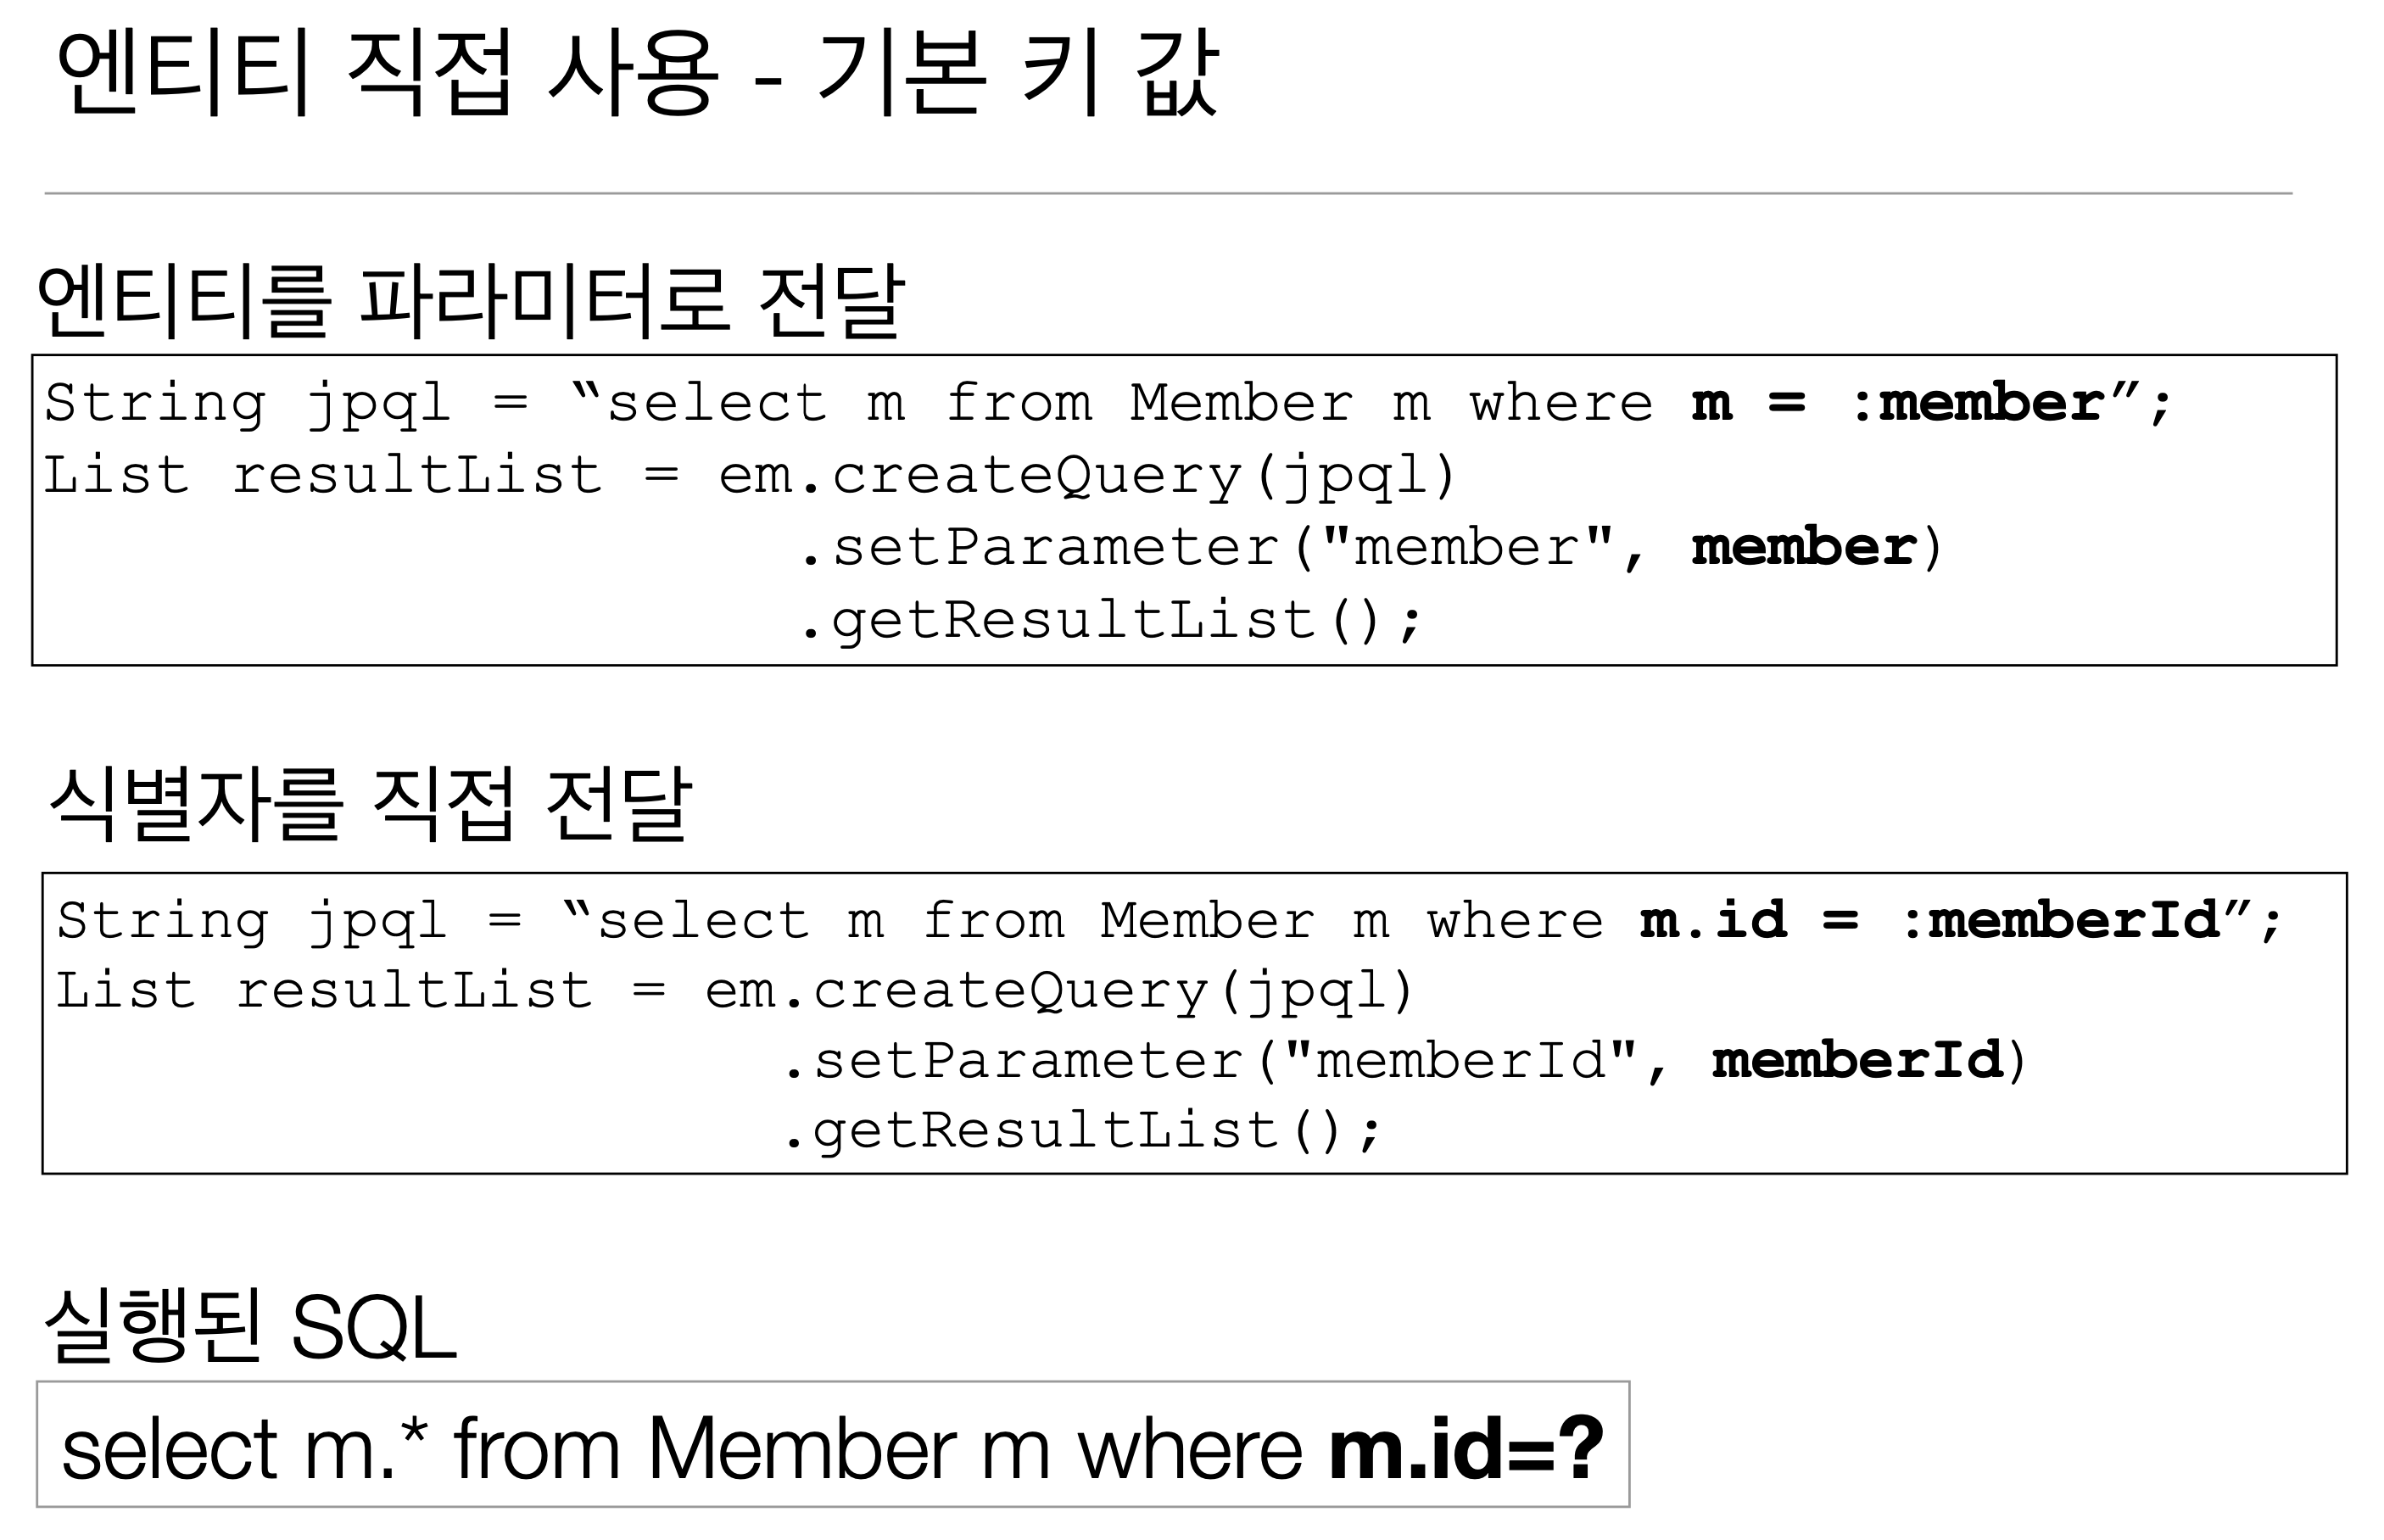 엔티티 직접 사용 - 기본 키 값
엔티티를 파라미터로 전달
String jpql = “select m from Member m where m = :member”;
List resultList = em.createQuery(jpql)
.setParameter("member", member)
.getResultList();
식별자를 직접 전달
String jpql = “select m from Member m where m.id = :memberId”;
List resultList = em.createQuery(jpql)
.setParameter("memberId", memberId)
.getResultList();
실행된 SQL
select m.* from Member m where m.id=?